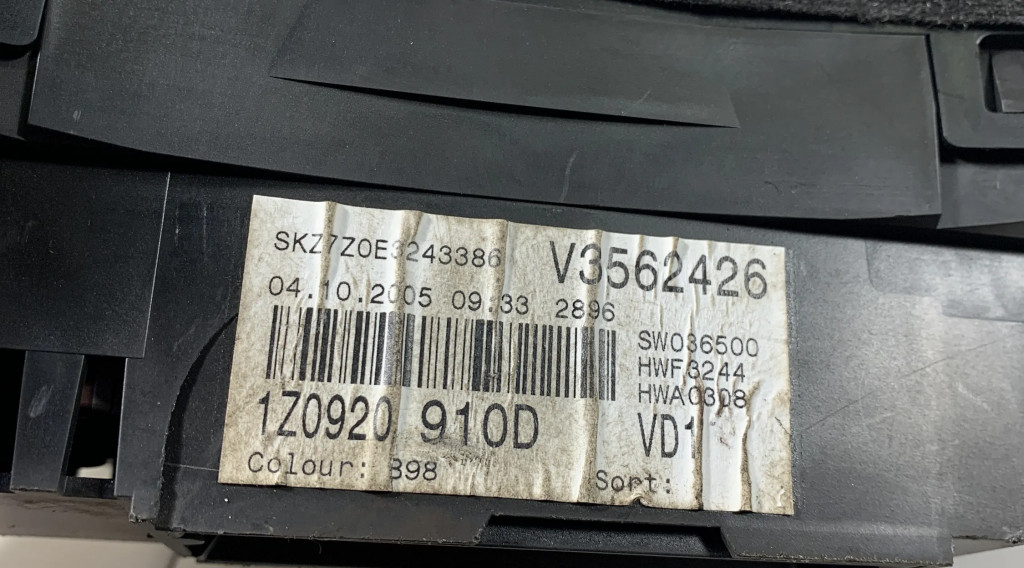 SKZ7Z0E3243386
V3562426
04.10.2005 09:33 2896
SW036500
HWF3244
HWA0308
1Z0920 910D
VD1
Colour: B98
Sort: